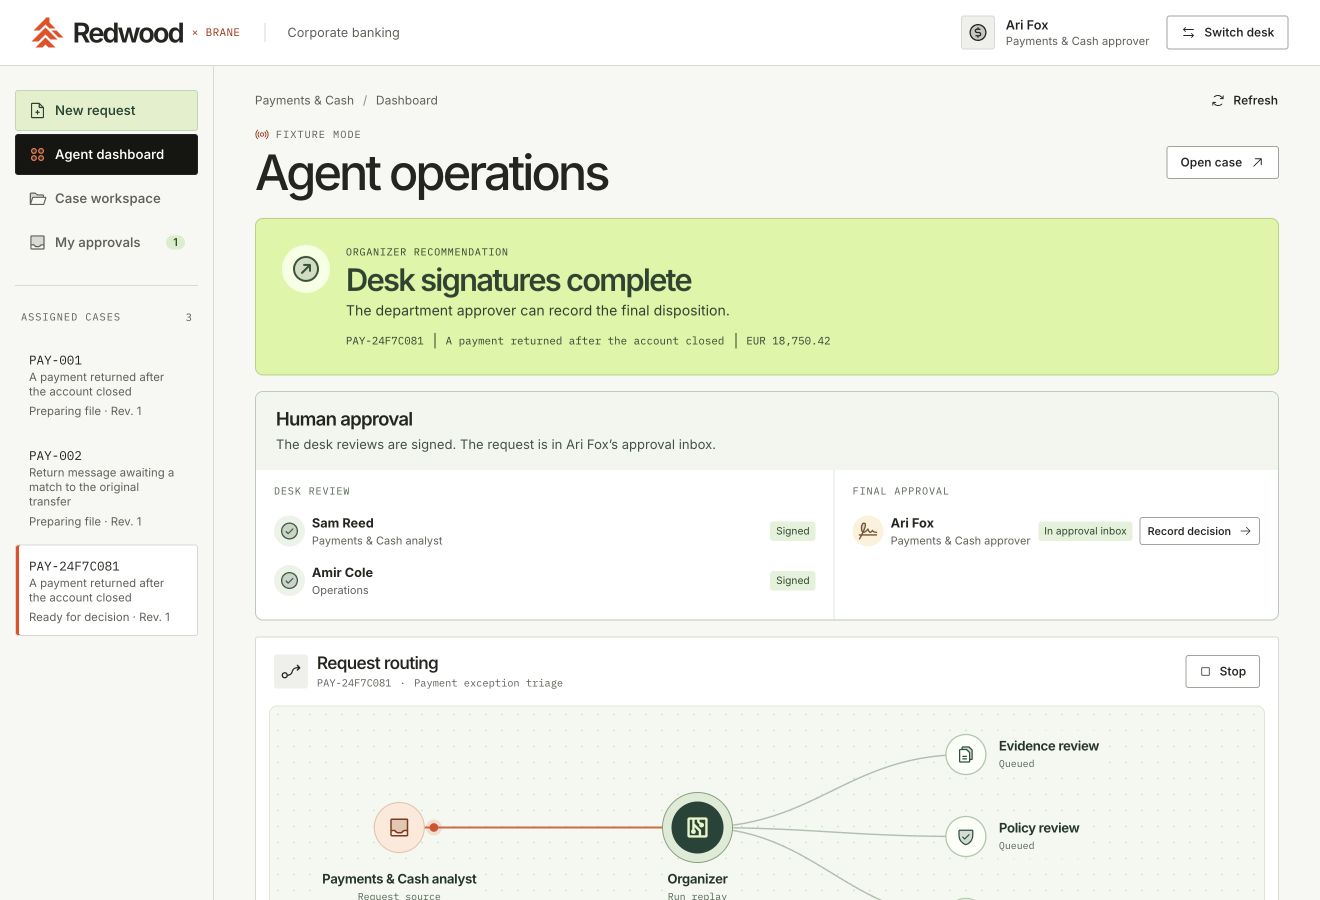 Redwood × BRANE
Corporate banking
Ari Fox
Payments & Cash approver
Switch desk
New request
Agent dashboard
Case workspace
My approvals 1
ASSIGNED CASES 3
PAY-001
A payment returned after
the account closed
Preparing file · Rev. 1
PAY-002
Return message awaiting a
match to the original
transfer
Preparing file · Rev. 1
PAY-24F7C081
A payment returned after
the account closed
Ready for decision · Rev. 1
Payments & Cash / Dashboard
Refresh
FIXTURE MODE
Agent operations
Open case
ORGANIZER RECOMMENDATION
Desk signatures complete
The department approver can record the final disposition.
PAY-24F7C081 | A payment returned after the account closed | EUR 18,750.42
Human approval
The desk reviews are signed. The request is in Ari Fox’s approval inbox.
DESK REVIEW
Sam Reed
Payments & Cash analyst
Signed
Amir Cole
Operations
Signed
FINAL APPROVAL
Ari Fox
Payments & Cash approver
In approval inbox
Record decision
Request routing
PAY-24F7C081 · Payment exception triage
Stop
Evidence review
Queued
Policy review
Queued
Payments & Cash analyst
Request source
Organizer
Run replay